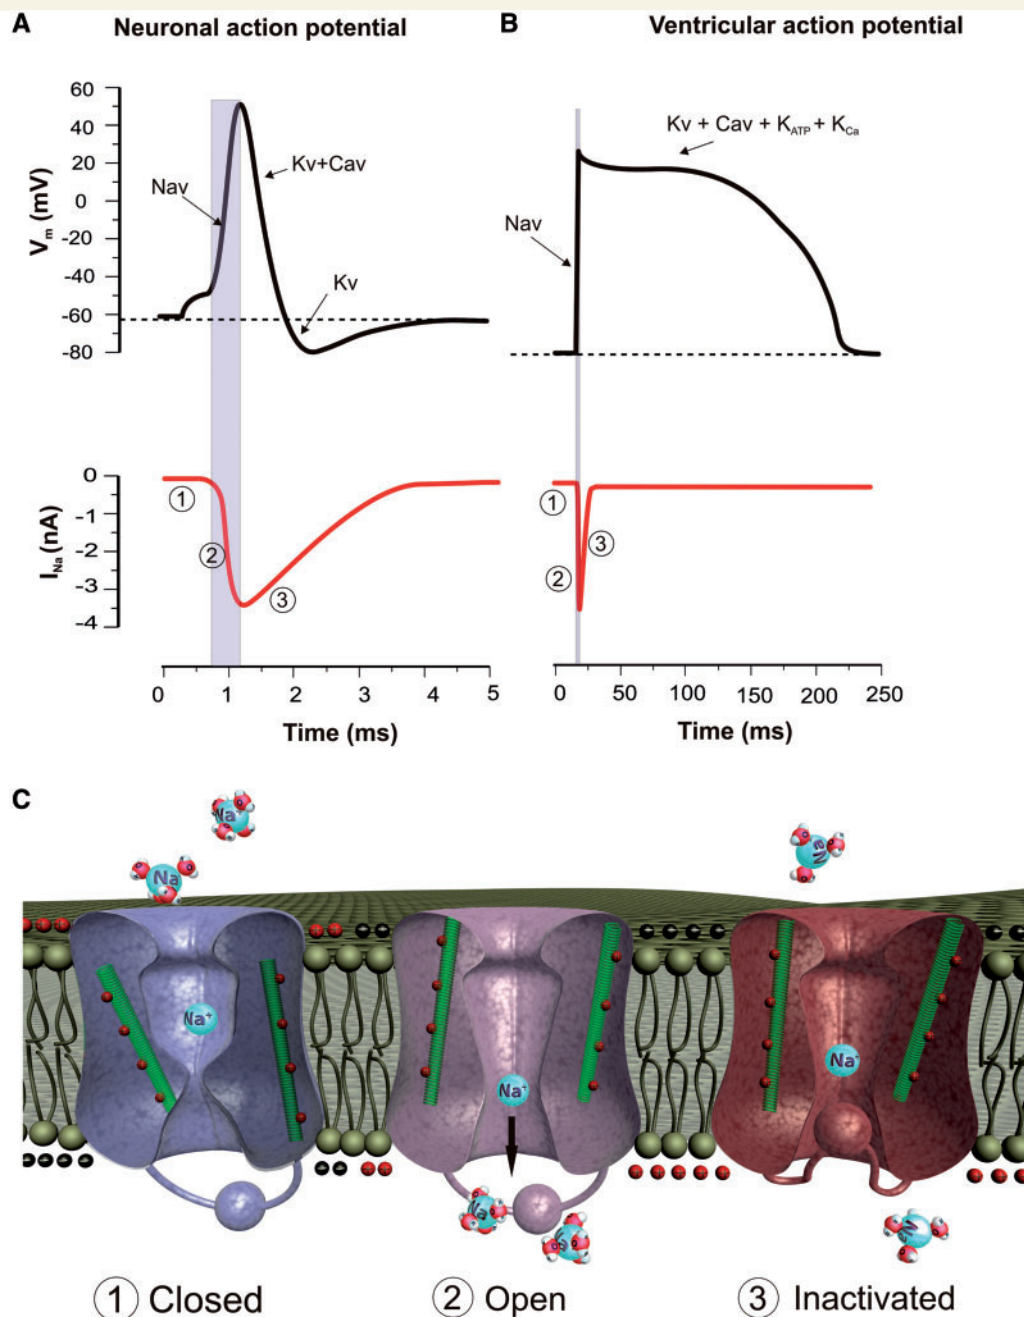 A
Neuronal action potential
B
Ventricular action potential
60
40
20
0
-20
-40
-60
-80
Vm (mV)
Nav
Kv+Cav
Kv
Nav
Kv + Cav + KATP + KCa
0
-1
-2
-3
-4
INa (nA)
1
2
3
1
2
3
0 1 2 3 4 5
Time (ms)
0 50 100 150 200 250
Time (ms)
C
Na+
Na
Na
Na+
Na+
Na+
Na
Na
1 Closed
2 Open
3 Inactivated